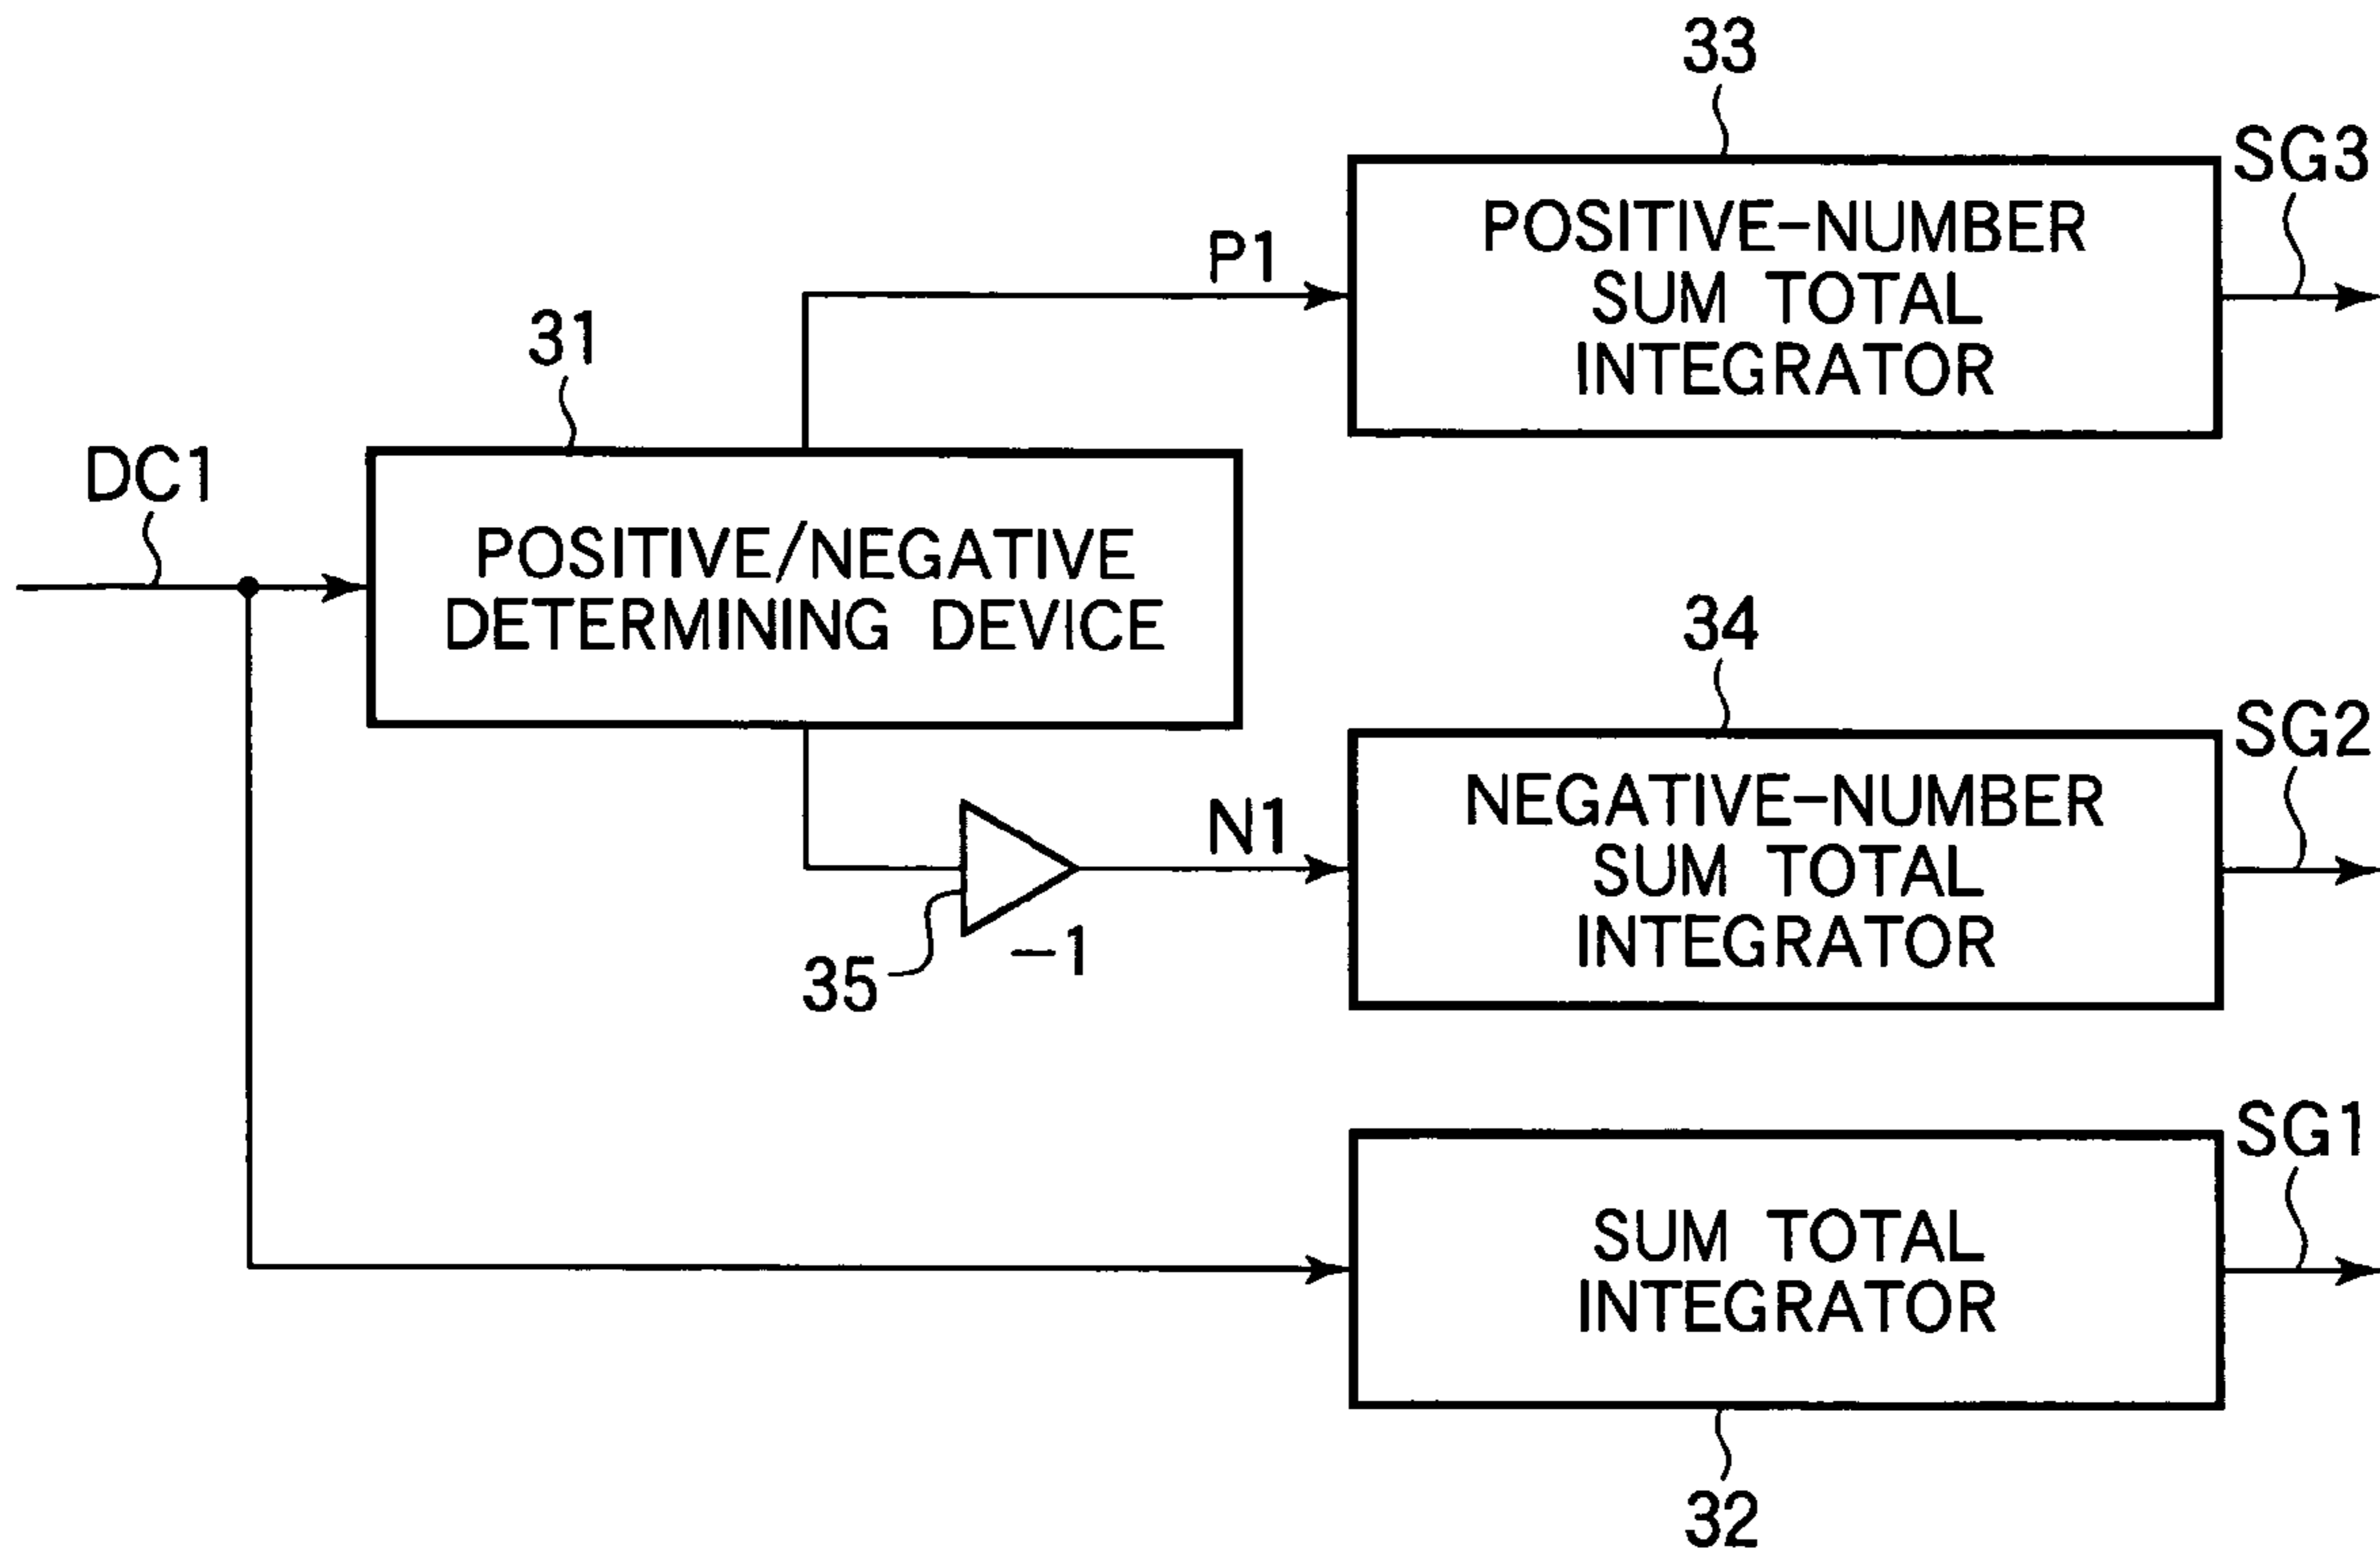 33
SG3
POSITIVE-NUMBER
SUM TOTAL
INTEGRATOR
P1
31
DC1
POSITIVE/NEGATIVE
DETERMINING DEVICE
34
SG2
NEGATIVE-NUMBER
SUM TOTAL
INTEGRATOR
N1
-1
35
SG1
SUM TOTAL
INTEGRATOR
32